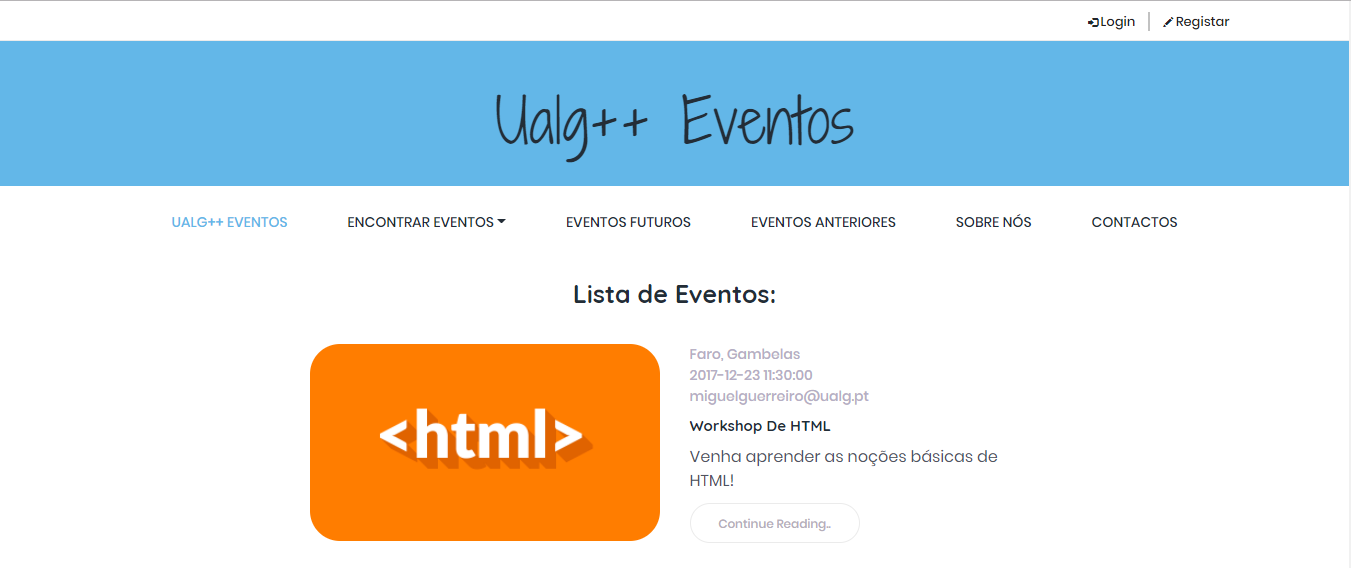 Login Registar
Ualg++ Eventos
UALG++ EVENTOS ENCONTRAR EVENTOS EVENTOS FUTUROS EVENTOS ANTERIORES SOBRE NÓS CONTACTOS
Lista de Eventos:
<html>
Faro, Gambelas
2017-12-23 11:30:00
miguelguerreiro@ualg.pt
Workshop De HTML
Venha aprender as noções básicas de
HTML!
Continue Reading..